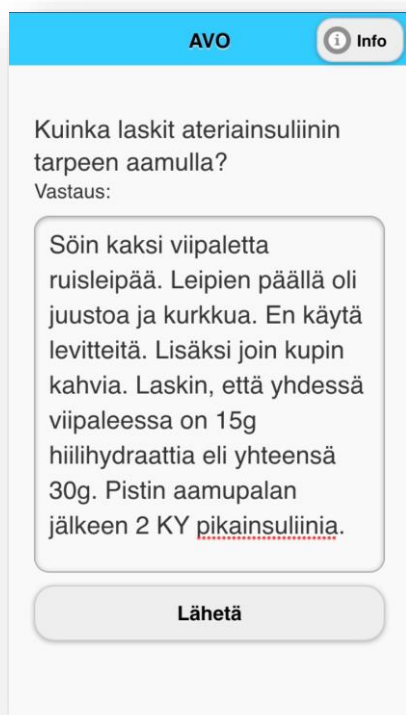 AVO
i Info
Kuinka laskit ateriainsuliinin
tarpeen aamulla?
Vastaus:
Söin kaksi viipaletta
ruisleipää. Leipien päällä oli
juustoa ja kurkkua. En käytä
levitteitä. Lisäksi join kupin
kahvia. Laskin, että yhdessä
viipaleessa on 15g
hiilihydraattia eli yhteensä
30g. Pistin aamupalan
jälkeen 2 KY pikainsuliinia.
Lähetä